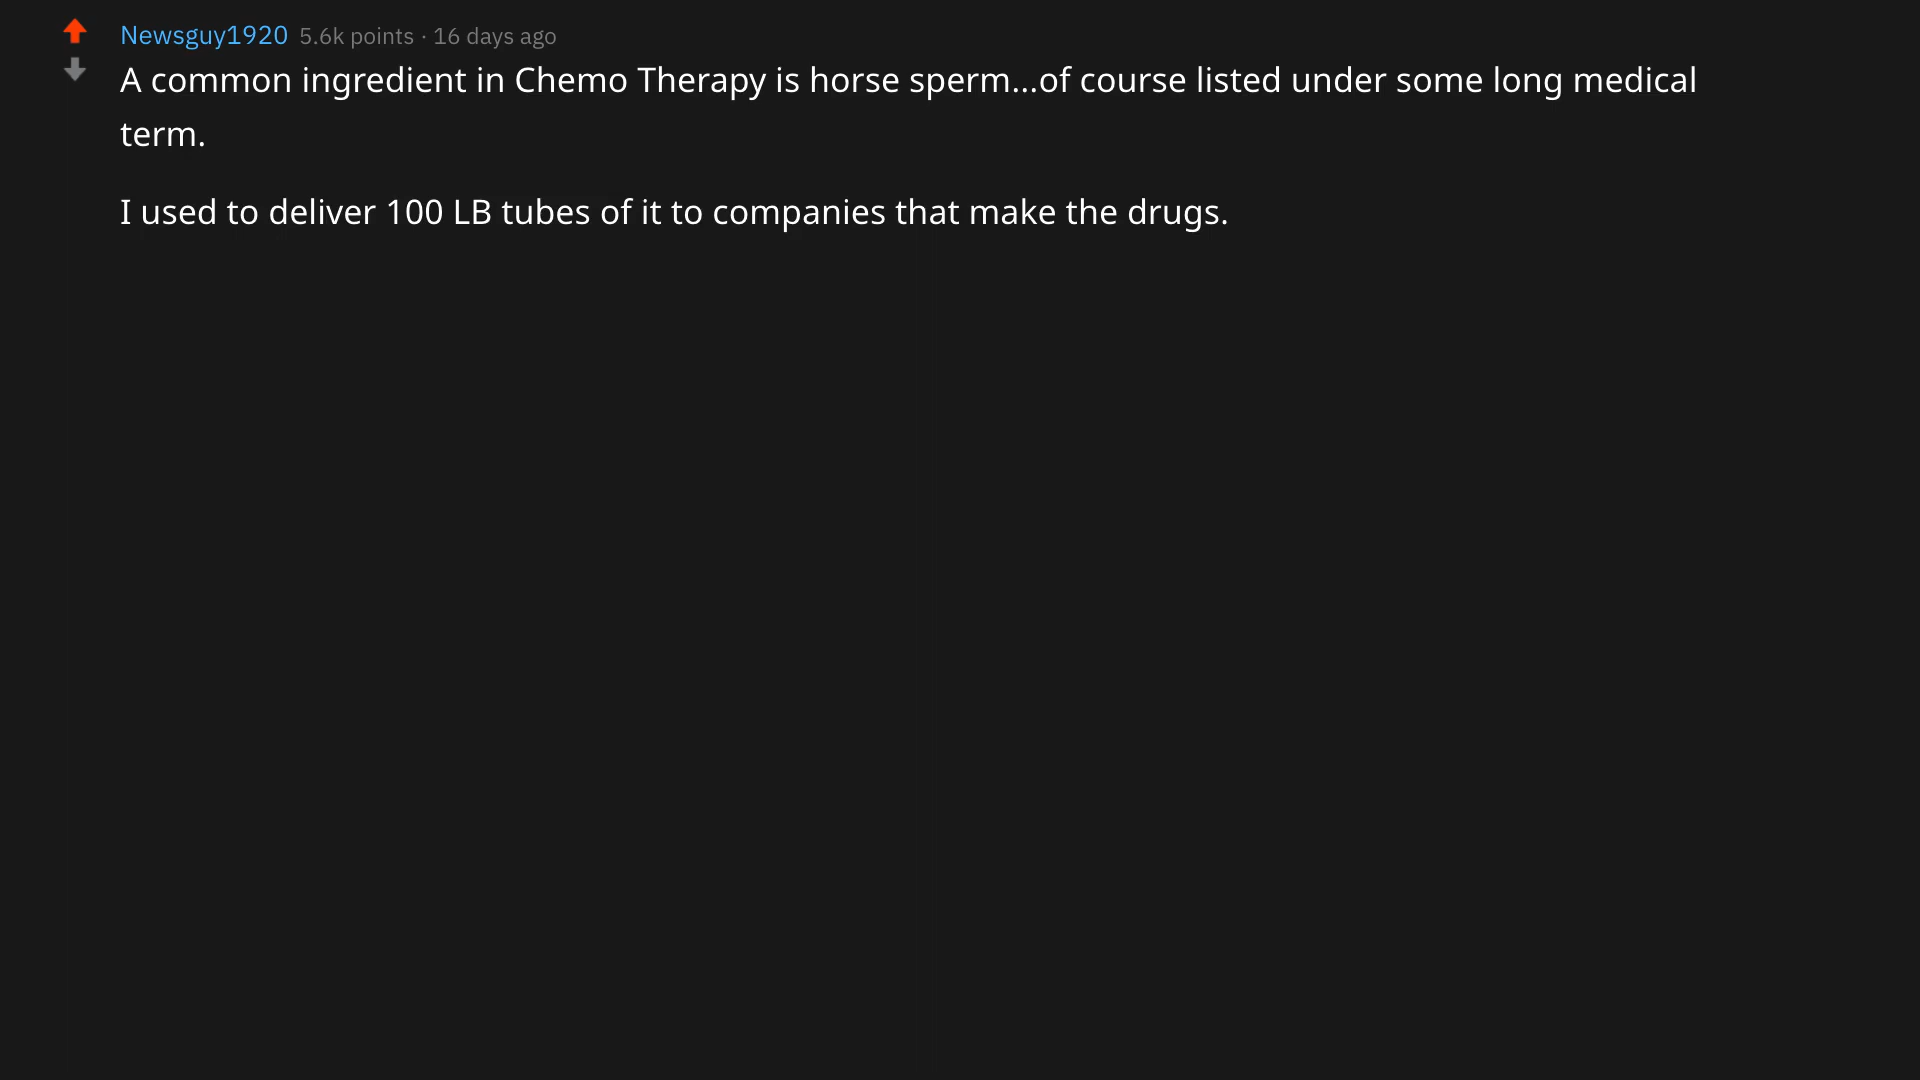 Newsguy1920 5.6k points · 16 days ago
A common ingredient in Chemo Therapy is horse sperm...of course listed under some long medical
term.
I used to deliver 100 LB tubes of it to companies that make the drugs.